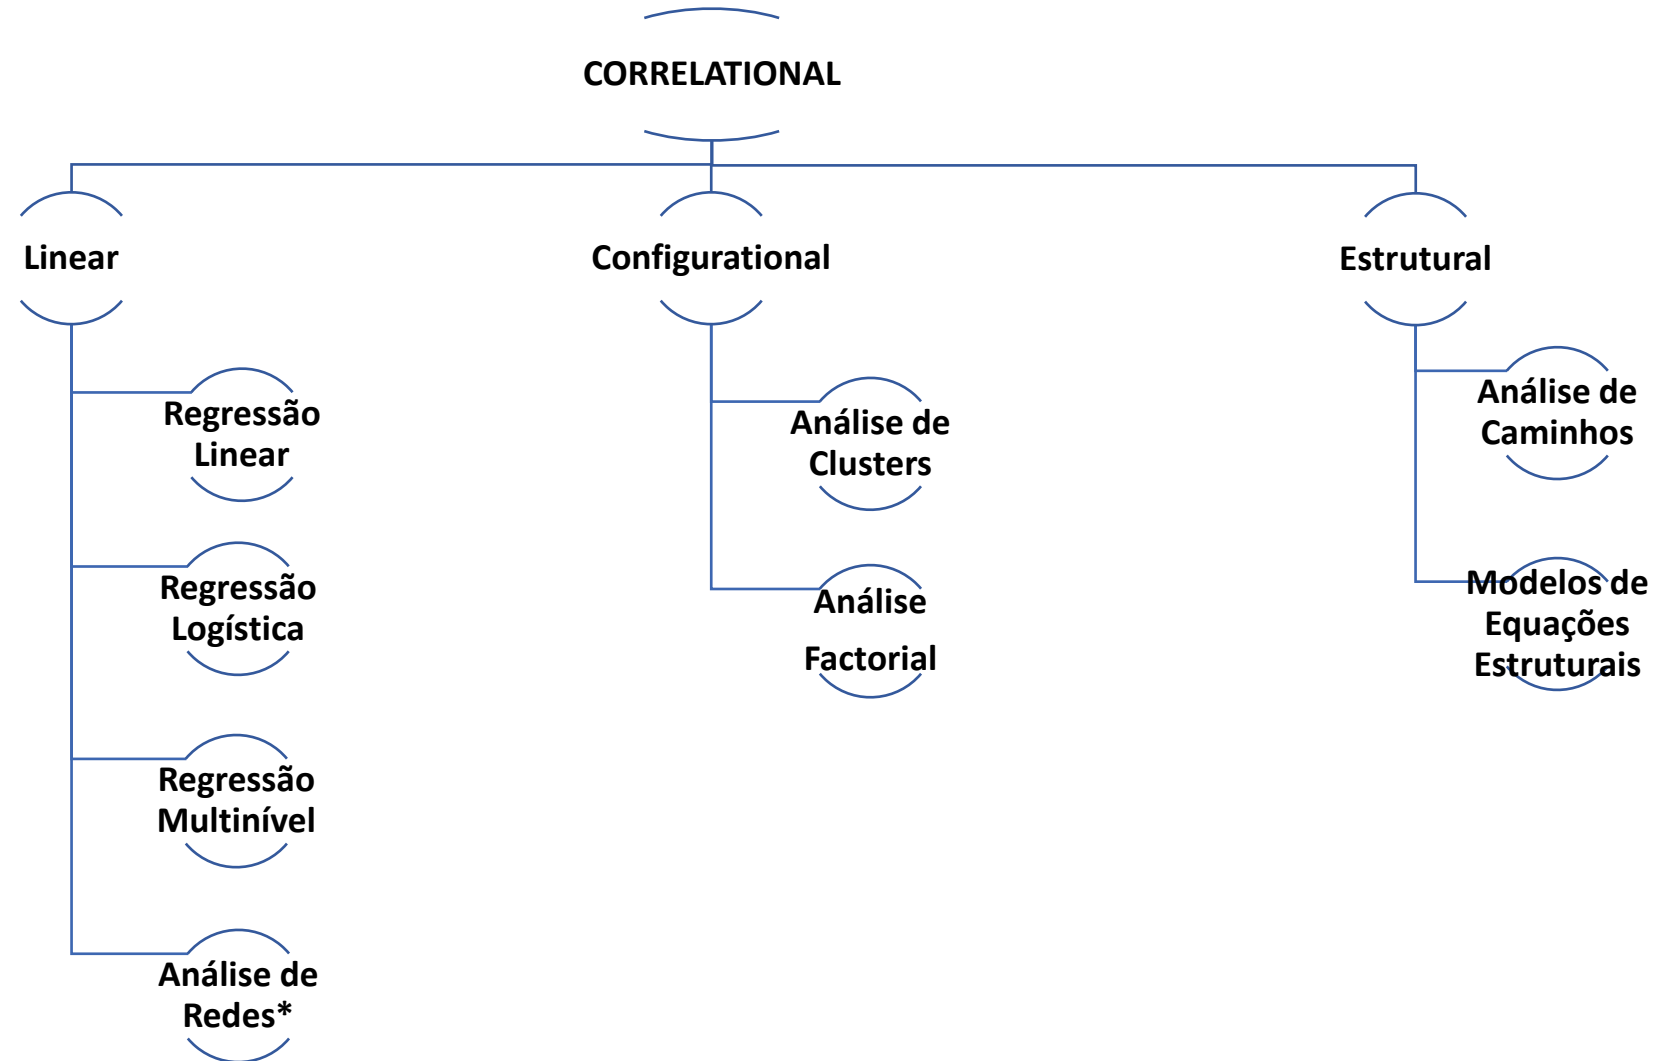 CORRELATIONAL
Linear
Configurational
Estrutural
Regressão
Linear
Regressão
Logística
Regressão
Multinível
Análise de
Redes*
Análise de
Clusters
Análise
Factorial
Análise de
Caminhos
Modelos de
Equações
Estruturais